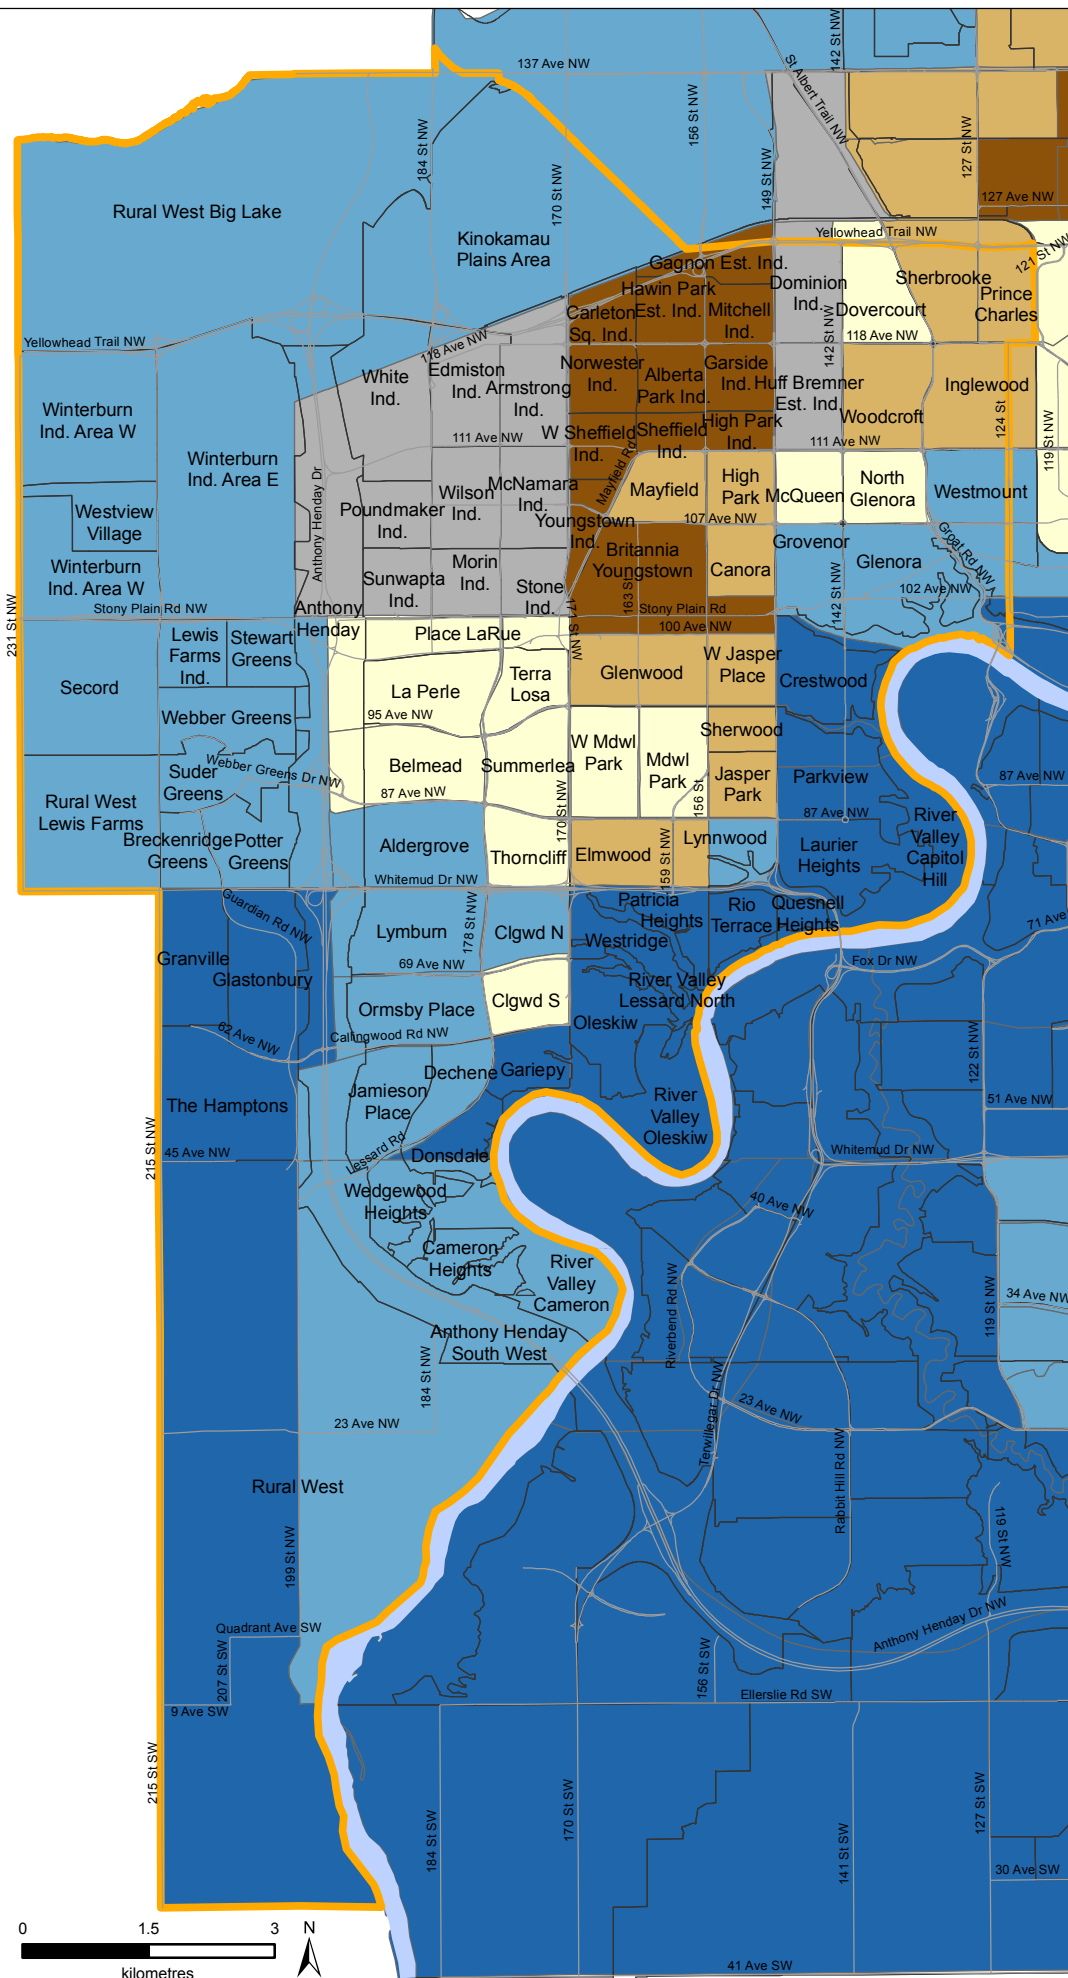 137 Ave NW
142 St NW
St Albert Trail NW
184 St NW
156 St NW
127 St NW
170 St NW
149 St NW
127 Ave NW
Rural West Big Lake
Kinokamau
Plains Area
Yellowhead Trail NW
121 St NW
Gagnon Est. Ind.
Hawin Park
Est. Ind.
Carleton
Sq. Ind.
Mitchell
Ind.
Dominion
Ind.
Sherbrooke
Dovercourt
Prince
Charles
Yellowhead Trail NW
118 Ave NW
142 St NW
118 Ave NW
White
Ind.
Edmiston
Ind.
Armstrong
Ind.
Norwester
Ind.
Alberta
Park Ind.
Garside
Ind.
Huff Bremner
Est. Ind.
Inglewood
Woodcroft
124 St
119 St NW
Winterburn
Ind. Area W
111 Ave NW
W Sheffield
Ind.
Sheffield
Ind.
High Park
Ind.
111 Ave NW
Winterburn
Ind. Area E
Anthony Henday Dr
Mayfield Rd
Westview
Village
Poundmaker
Ind.
Wilson
Ind.
McNamara
Ind.
Mayfield
High
Park
McQueen
North
Glenora
Westmount
107 Ave NW
Youngstown
Ind.
Groat Rd NW
Winterburn
Ind. Area W
Sunwapta
Ind.
Morin
Ind.
Stone
Ind.
Britannia
Youngstown
163 St
Canora
Grovenor
Glenora
142 St NW
102 Ave NW
Stony Plain Rd NW
231 St NW
Anthony
Henday
Stony Plain Rd
100 Ave NW
Place LaRue
Lewis
Farms
Ind.
Stewart
Greens
Secord
Webber Greens
La Perle
Terra
Losa
95 Ave NW
Glenwood
W Jasper
Place
Crestwood
Webber Greens Dr NW
Suder
Greens
Belmead
Summerlea
87 Ave NW
170 St NW
W Mdwl
Park
Mdwl
Park
156 St
Sherwood
Jasper
Park
Parkview
87 Ave NW
87 Ave NW
Rural West
Lewis Farms
Breckenridge
Greens
Potter
Greens
Aldergrove
Thorncliff
Elmwood
159 St NW
Lynnwood
Laurier
Heights
River
Valley
Capitol
Hill
Whitemud Dr NW
Guardian Rd NW
178 St NW
Patricia
Heights
Rio
Terrace
Quesnell
Heights
71 Ave
Granville
Glastonbury
Lymburn
Clgwd N
Westridge
69 Ave NW
Fox Dr NW
Ormsby Place
Clgwd S
River Valley
Lessard North
Oleskiw
62 Ave NW
Callingwood Rd NW
122 St NW
Dechene
Gariepy
The Hamptons
Jamieson
Place
River
Valley
Oleskiw
51 Ave NW
215 St NW
45 Ave NW
Lessard Rd
Donsdale
Whitemud Dr NW
Wedgewood
Heights
40 Ave NW
Cameron
Heights
River
Valley
Cameron
34 Ave NW
119 St NW
Riverbend Rd NW
Anthony Henday
South West
184 St NW
Terwillegar Dr NW
23 Ave NW
23 Ave NW
Rabbit Hill Rd NW
Rural West
119 St NW
199 St NW
Quadrant Ave SW
Anthony Henday Dr NW
207 St SW
156 St SW
Ellerslie Rd SW
9 Ave SW
215 St SW
184 St SW
170 St SW
141 St SW
127 St SW
30 Ave SW
0 1.5 3
N
kilometres
41 Ave SW
174 St NW